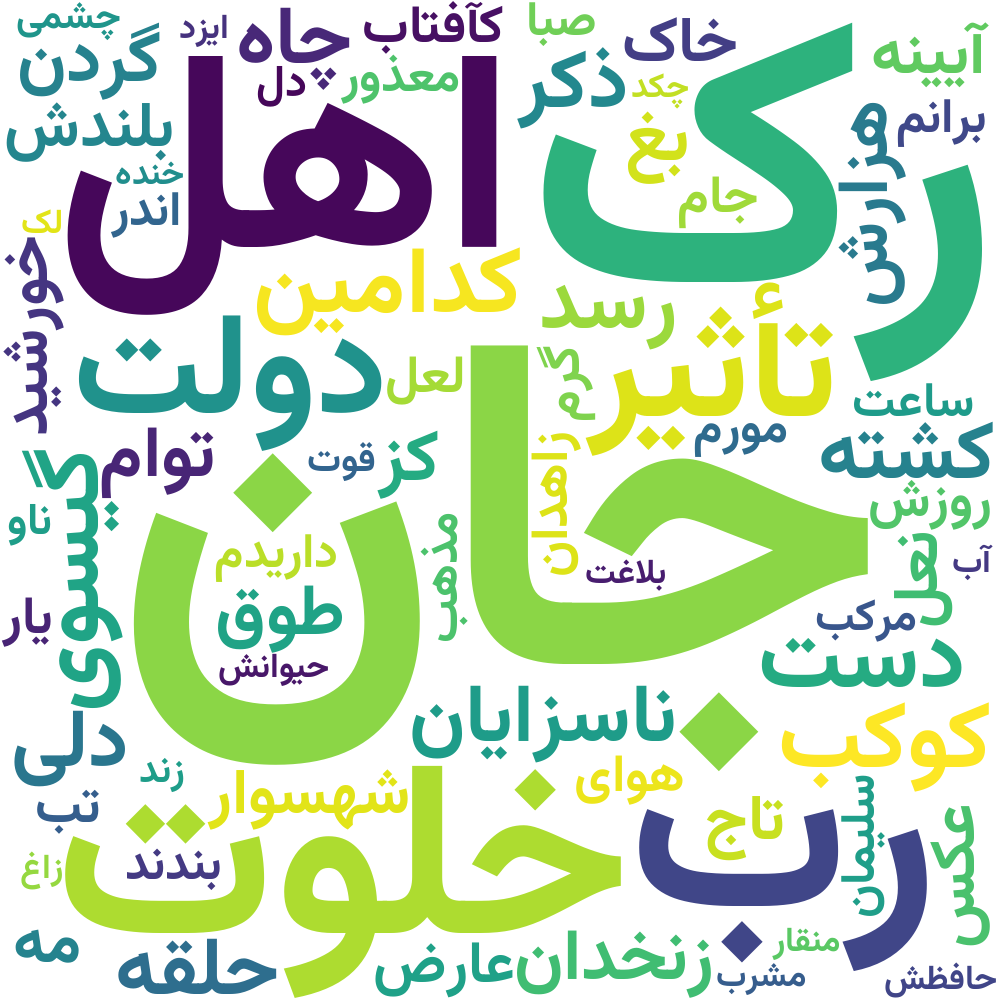 چشمی
ایزد
چاه
کآفتاب
صبا
خاک
آیینه
گردن
دل
معذور
ذکر
چکد
برانم
بلندش
اهل
رک
بغ
هزارش
خنده
اندر
جام
لک
خورشید
کدامین
رسد
تأثیر
دولت
لعل
گرم
ساعت
توام
قوت
کز
زاهدان
مورم
کشته
گیسوی
ناو
جان
روزش
داریدم
مذهب
بلاغت
نعل
آب
یار
طوق
مرکب
حیوانش
دست
دلی
ناسزایان
کوکب
زند
تب
شهسوار
هوای
تاج
سلیمان
عکس
زاغ
بندند
خلوت
رب
مه
حلقه
عارض
زنخدان
منقار
مشرب
حافظش